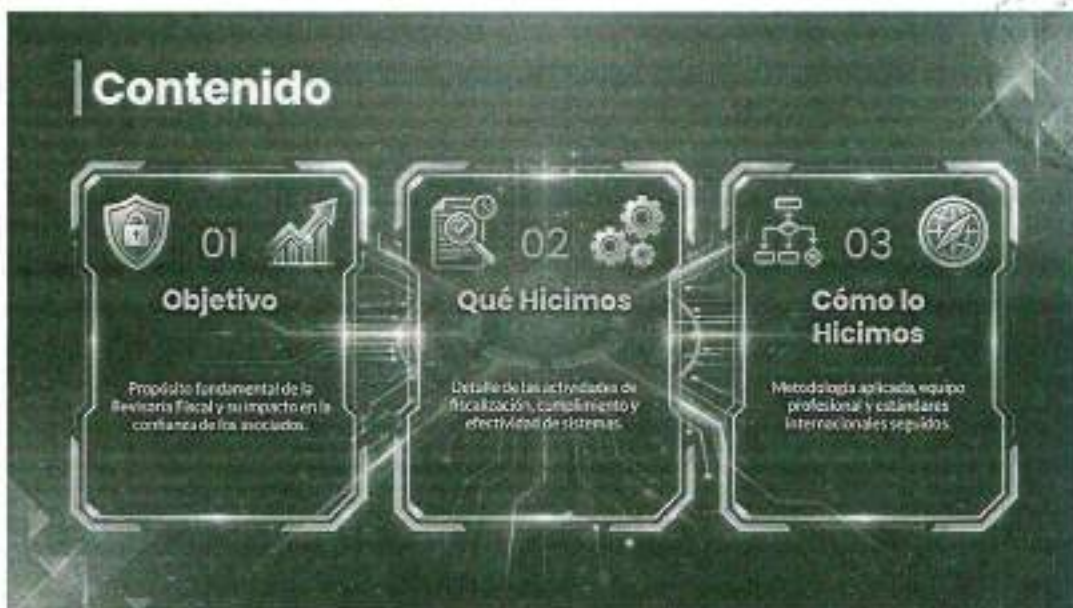 Contenido
01
Objetivo
Propósito fundamental de la
Revisoría Fiscal y su impacto en la
confianza de los asociados.
02
Qué Hicimos
Detalle de las actividades de
fiscalización, cumplimiento y
efectividad de sistemas.
03
Cómo lo
Hicimos
Metodología aplicada, equipo
profesional y estándares
internacionales seguidos.